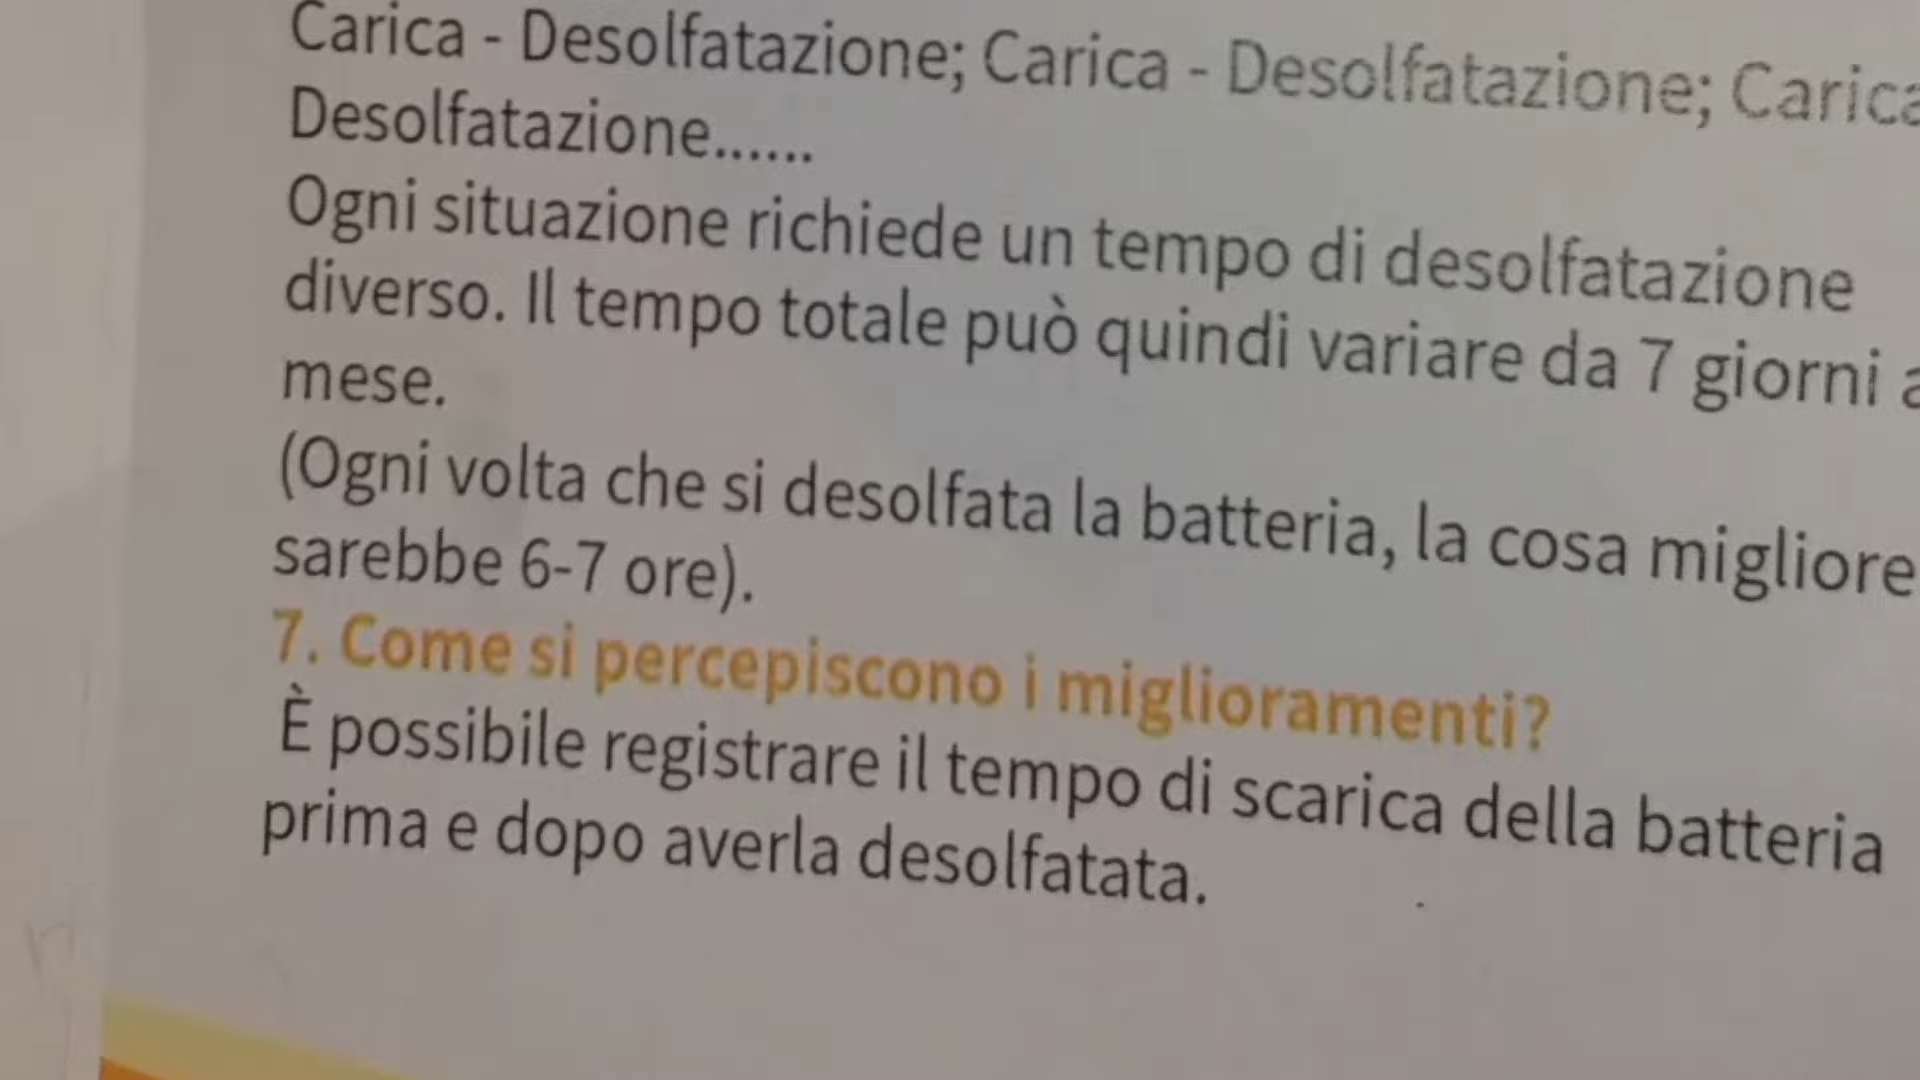 Carica - Desolfatazione; Carica - Desolfatazione; Carica
Desolfatazione......
Ogni situazione richiede un tempo di desolfatazione
diverso. Il tempo totale può quindi variare da 7 giorni a
mese.
(Ogni volta che si desolfata la batteria, la cosa migliore
sarebbe 6-7 ore).
7. Come si percepiscono i miglioramenti?
È possibile registrare il tempo di scarica della batteria
prima e dopo averla desolfatata.